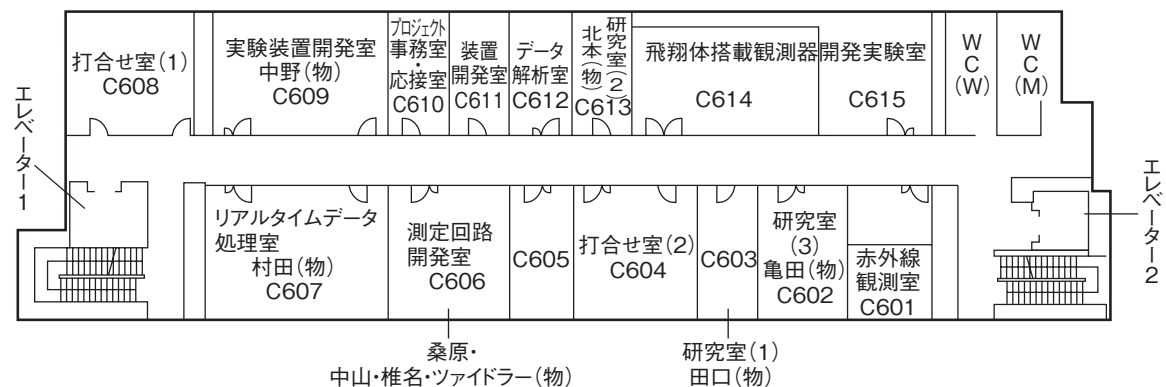 打合せ室(1)
C608
実験装置開発室
中野(物)
C609
プロジェクト
事務室
・
応接室
C610
装置
開発室
C611
データ
解析室
C612
研究室(2)
北本(物)
C613
飛翔体搭載観測器開発実験室
C614
C615
WC(W)
WC(M)
エレベーター1
エレベーター2
リアルタイムデータ
処理室
村田(物)
C607
測定回路
開発室
C606
C605
打合せ室(2)
C604
C603
研究室
(3)
亀田(物)
C602
赤外線
観測室
C601
桑原・
中山・椎名・ツァイドラー(物)
研究室(1)
田口(物)